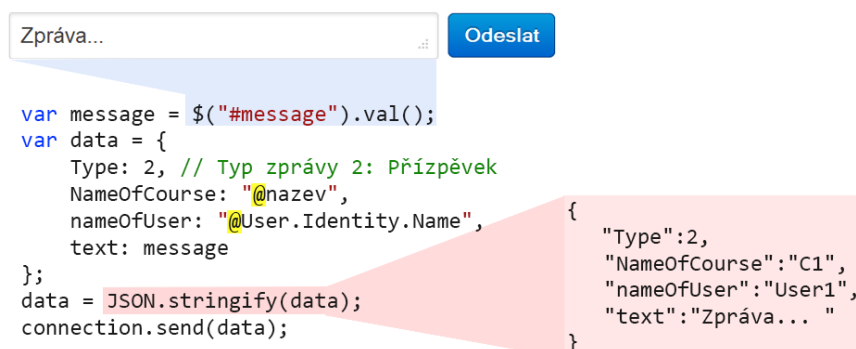 Zpráva...
Odeslat
var message = $("#message").val();
var data = {
Type: 2, // Typ zprávy 2: Přízpěvek
NameOfCourse: "@nazev",
nameOfUser: "@User.Identity.Name",
text: message
};
data = JSON.stringify(data);
connection.send(data);
{
"Type":2,
"NameOfCourse":"C1",
"nameOfUser":"User1",
"text":"Zpráva... "
}